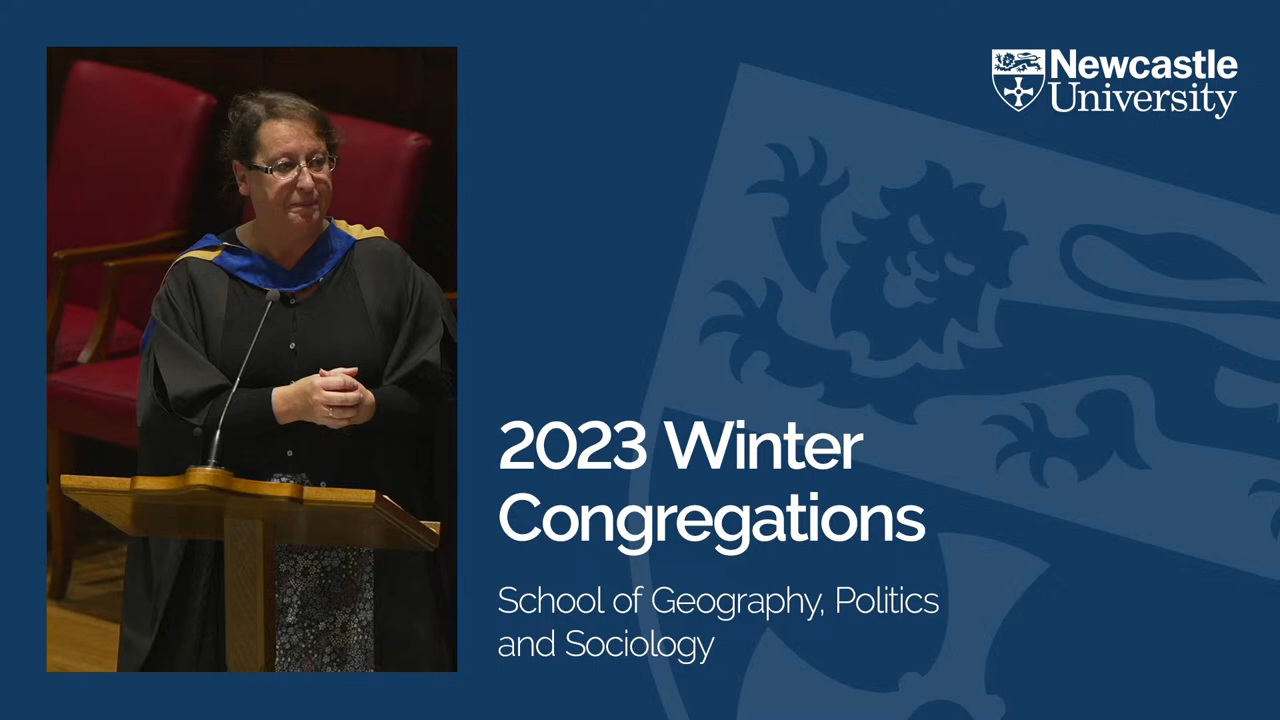 Newcastle
University
2023 Winter
Congregations
School of Geography, Politics
and Sociology